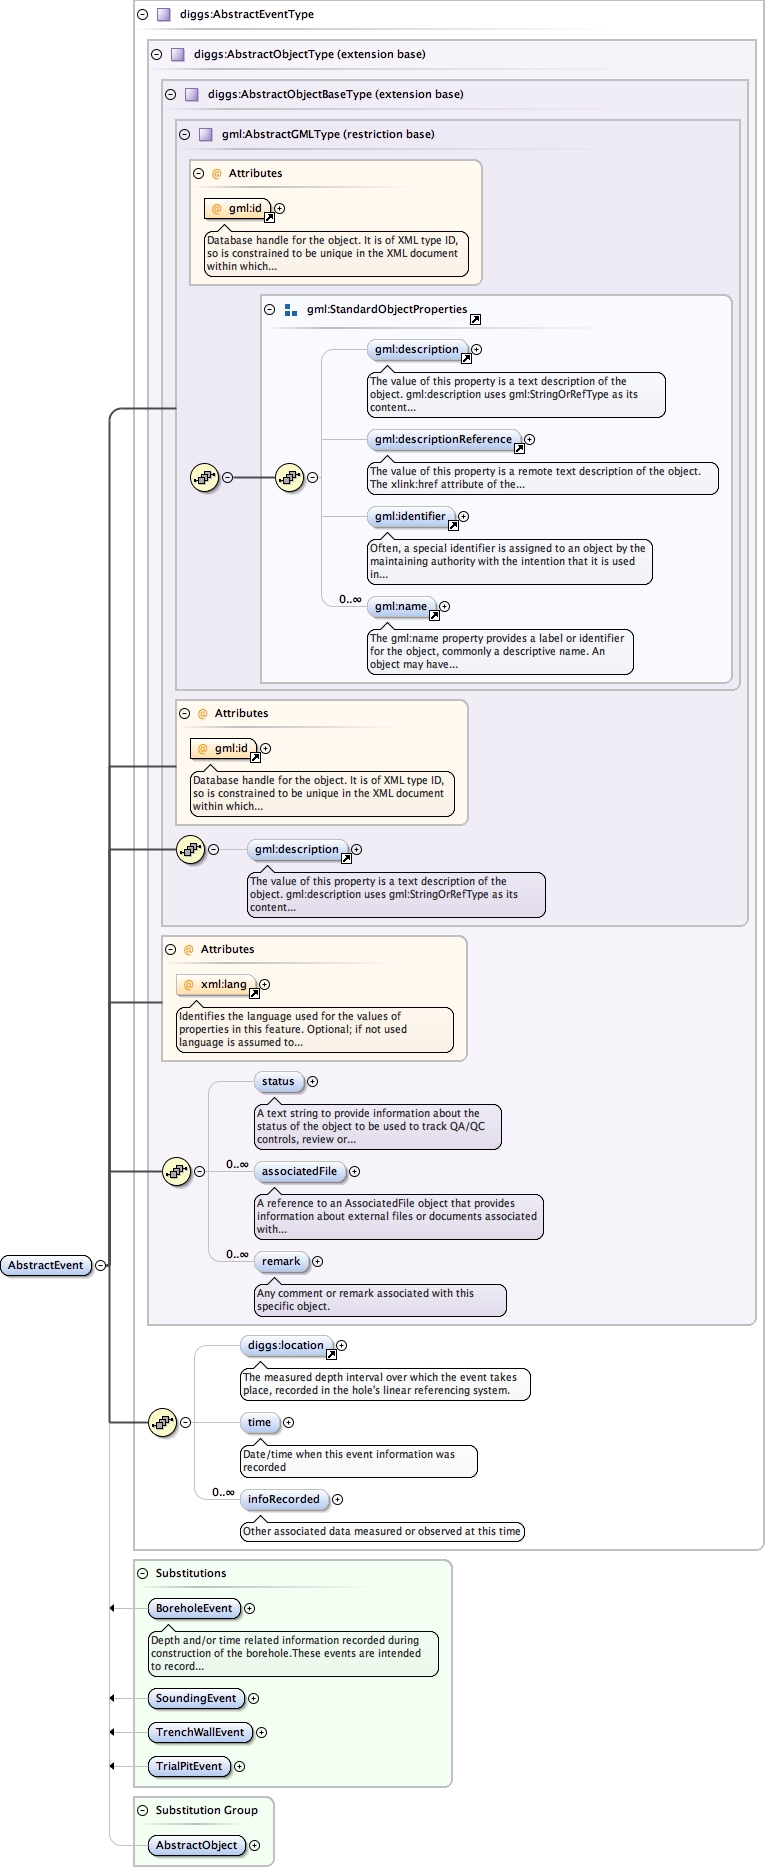 diggs:AbstractEventType
diggs:AbstractObjectType (extension base)
diggs:AbstractObjectBaseType (extension base)
gml:AbstractGMLType (restriction base)
@ Attributes
@ gml:id
Database handle for the object. It is of XML type ID,
so is constrained to be unique in the XML document
within which...
gml:StandardObjectProperties
gml:description
The value of this property is a text description of the
object. gml:description uses gml:StringOrRefType as its
content...
gml:descriptionReference
The value of this property is a remote text description of the object.
The xlink:href attribute of the...
gml:identifier
Often, a special identifier is assigned to an object by the
maintaining authority with the intention that it is used
in...
0..∞
gml:name
The gml:name property provides a label or identifier
for the object, commonly a descriptive name. An
object may have...
@ Attributes
@ gml:id
Database handle for the object. It is of XML type ID,
so is constrained to be unique in the XML document
within which...
gml:description
The value of this property is a text description of the
object. gml:description uses gml:StringOrRefType as its
content...
@ Attributes
@ xml:lang
Identifies the language used for the values of
properties in this feature. Optional; if not used
language is assumed to...
status
A text string to provide information about the
status of the object to be used to track QA/QC
controls, review or...
0..∞
associatedFile
A reference to an AssociatedFile object that provides
information about external files or documents associated
with...
0..∞
remark
Any comment or remark associated with this
specific object.
AbstractEvent
diggs:location
The measured depth interval over which the event takes
place, recorded in the hole's linear referencing system.
time
Date/time when this event information was
recorded
0..∞
infoRecorded
Other associated data measured or observed at this time
Substitutions
BoreholeEvent
Depth and/or time related information recorded during
construction of the borehole.These events are intended
to record...
SoundingEvent
TrenchWallEvent
TrialPitEvent
Substitution Group
AbstractObject